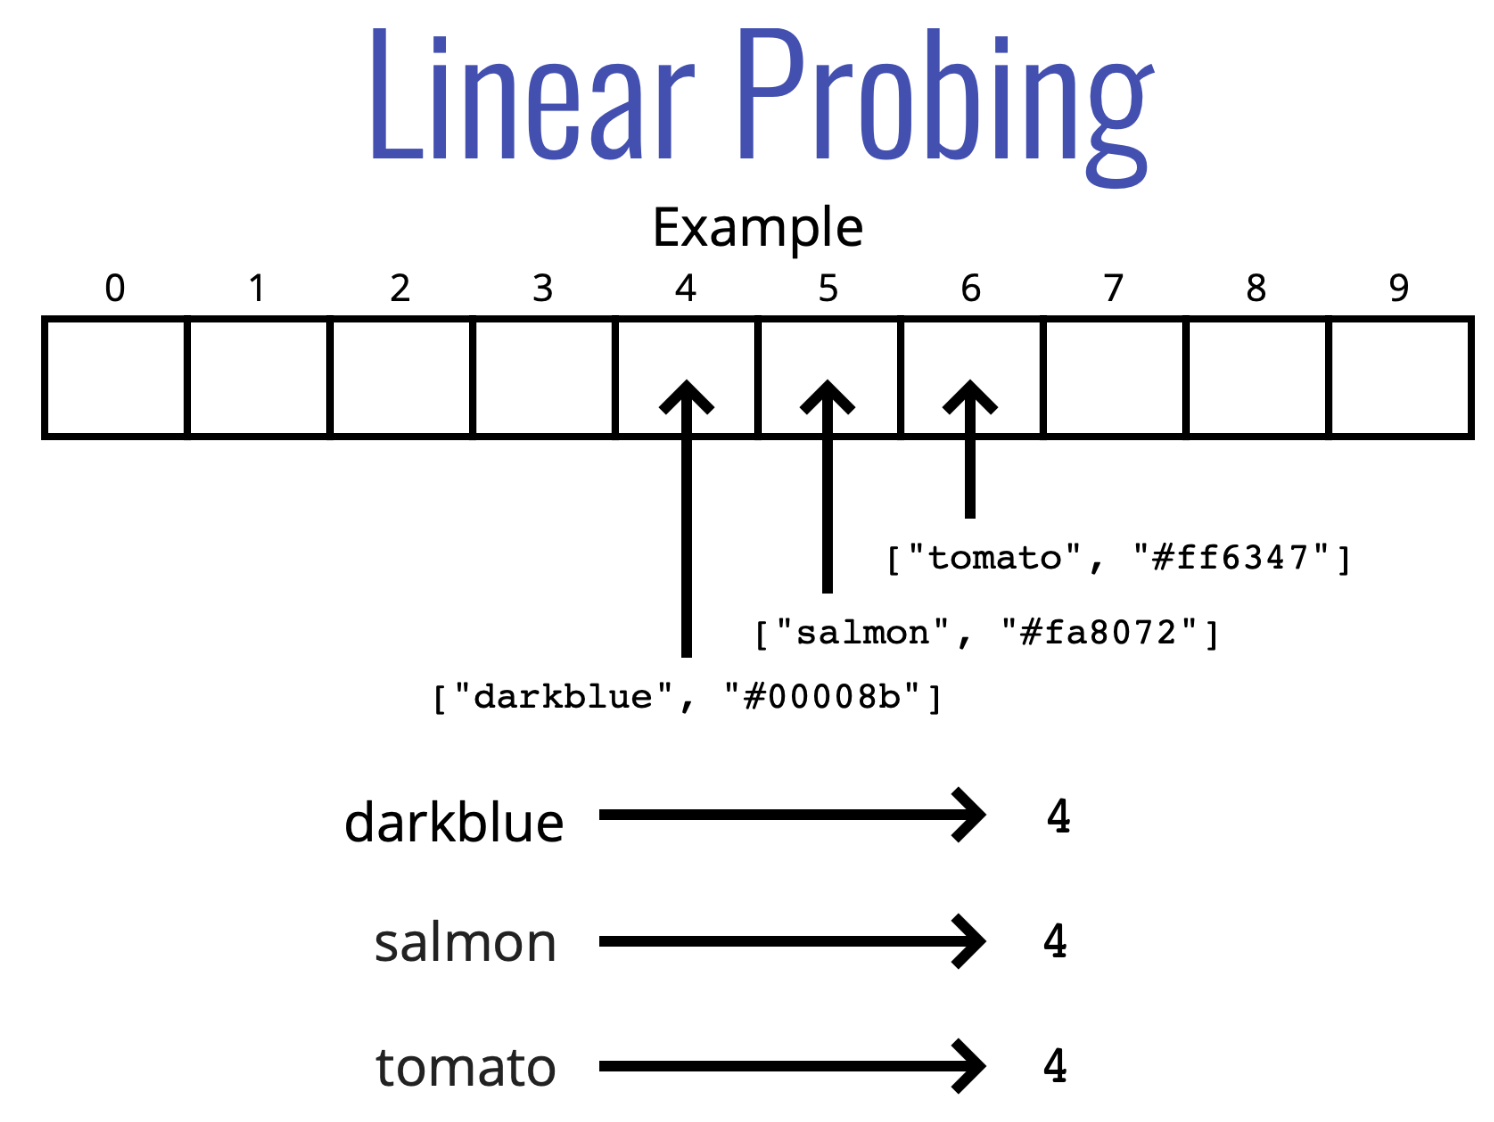 Linear Probing
Example
0 1 2 3 4 5 6 7 8 9
["tomato", "#ff6347"]
["salmon", "#fa8072"]
["darkblue", "#00008b"]
darkblue 4
salmon 4
tomato 4